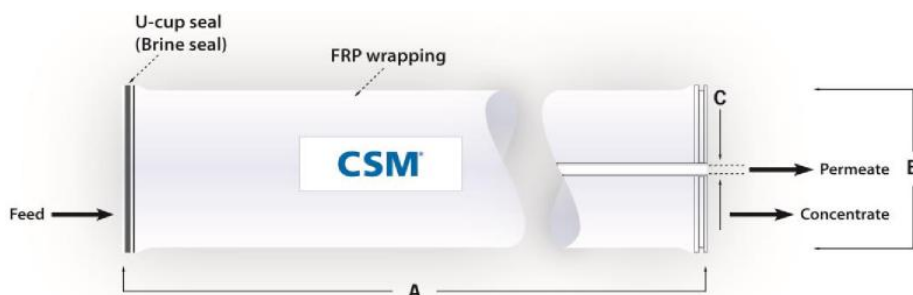 U-cup seal
(Brine seal)
FRP wrapping
C
CSM®
Permeate
B
Feed
Concentrate
A